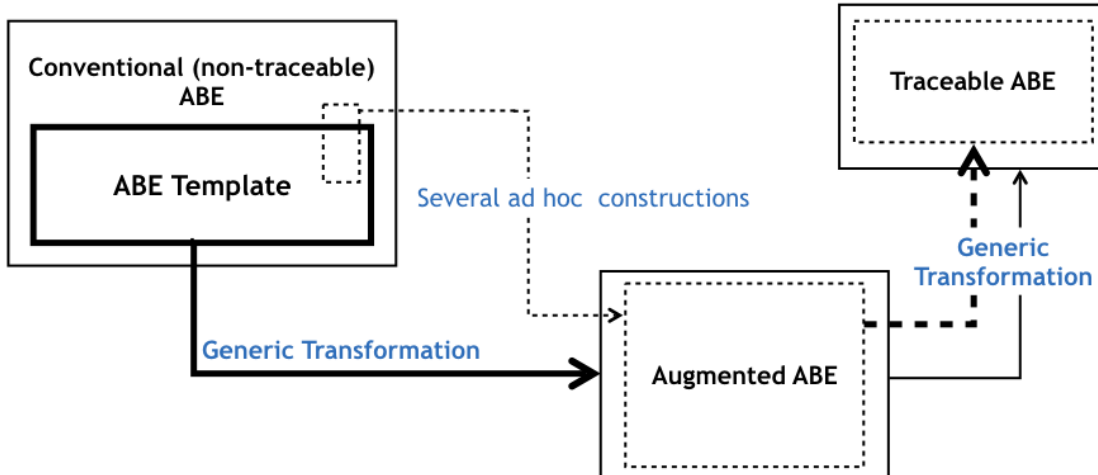 Conventional (non-traceable)
ABE
ABE Template
Several ad hoc constructions
Traceable ABE
Generic
Transformation
Generic Transformation
Augmented ABE